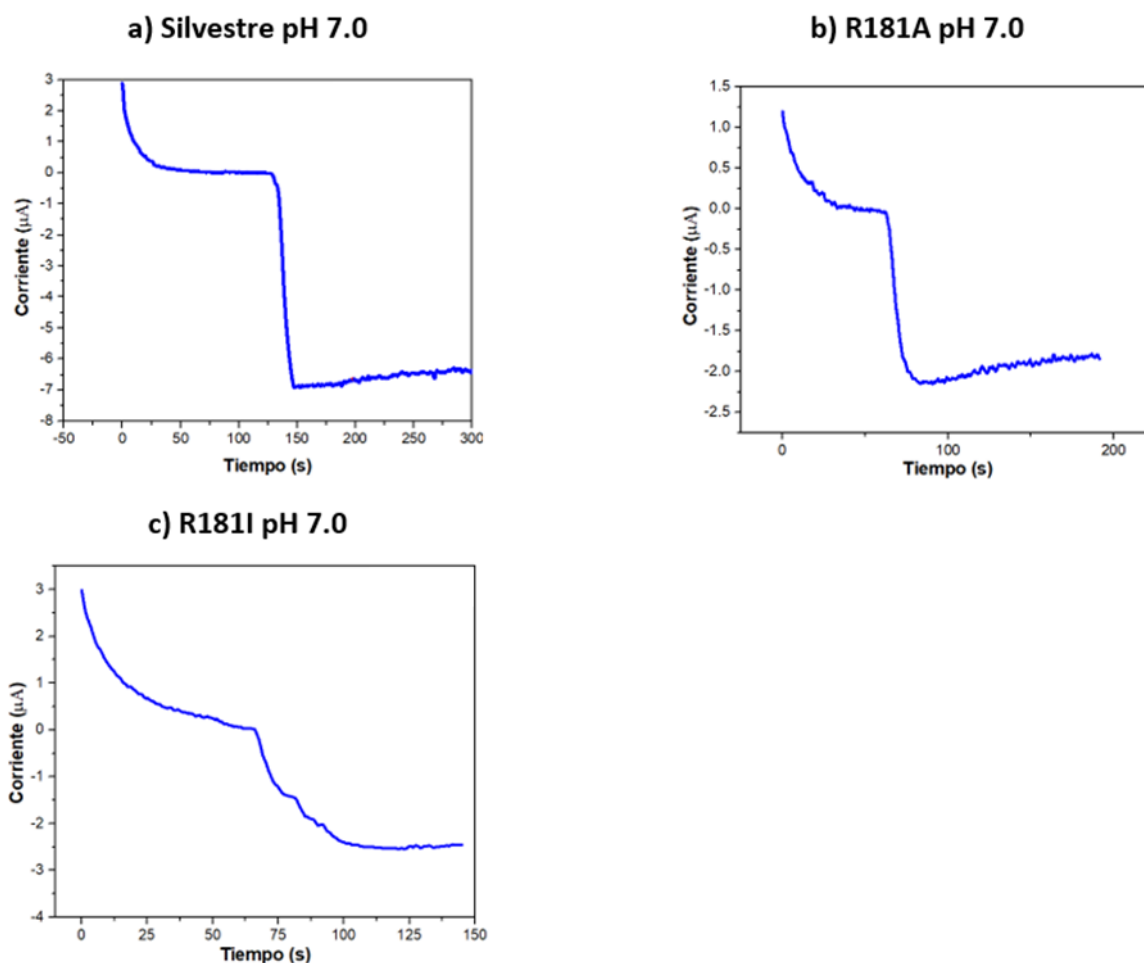 a) Silvestre pH 7.0
3
2
1
0
-1
-2
-3
-4
-5
-6
-7
-8
Corriente (µA)
-50 0 50 100 150 200 250 300
Tiempo (s)
b) R181A pH 7.0
1.5
1.0
0.5
0.0
-0.5
-1.0
-1.5
-2.0
-2.5
Corriente (µA)
0 100 200
Tiempo (s)
c) R181I pH 7.0
3
2
1
0
-1
-2
-3
-4
Corriente (µA)
0 25 50 75 100 125 150
Tiempo (s)